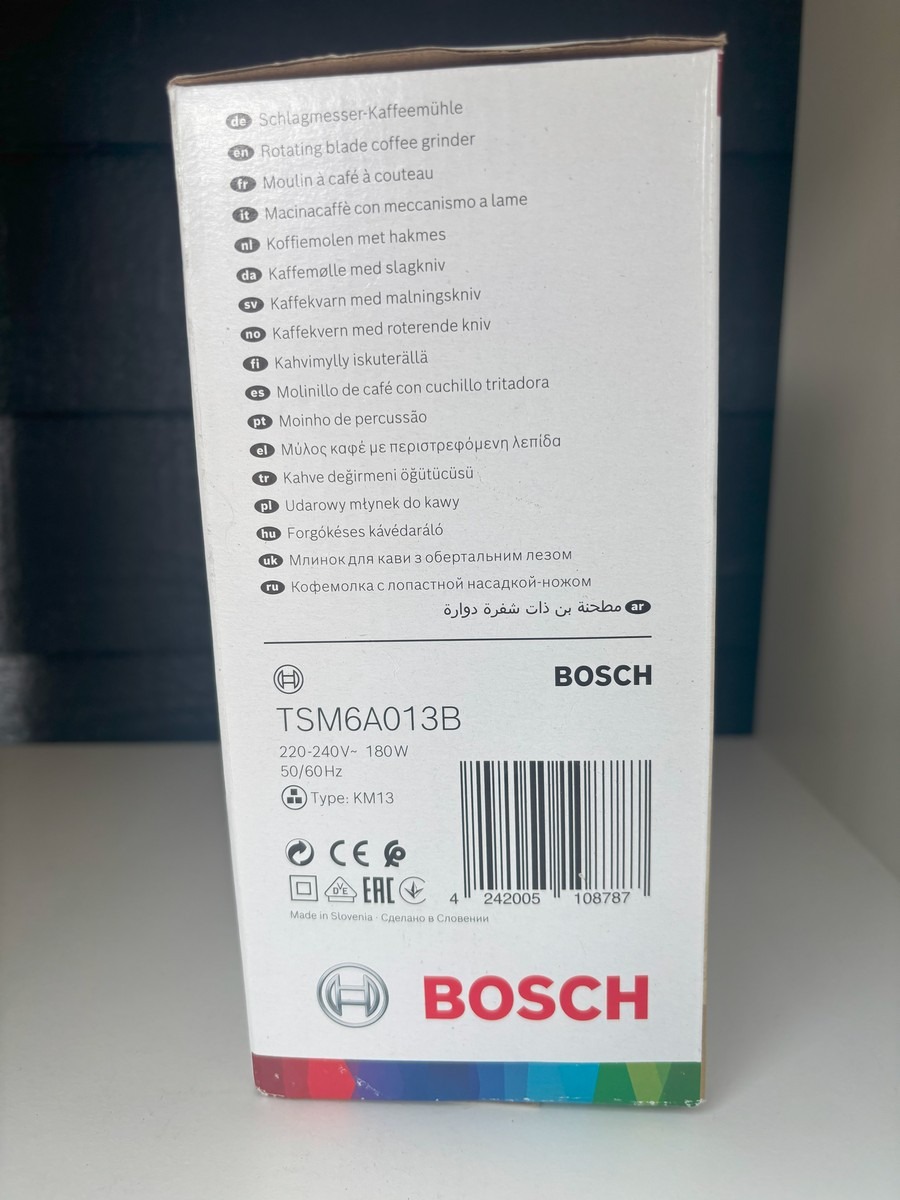 de Schlagmesser-Kaffeemühle
en Rotating blade coffee grinder
fr Moulin à café à couteau
it Macinacaffè con meccanismo a lame
nl Koffiemolen met hakmes
da Kaffemølle med slagkniv
sv Kaffekvarn med malningskniv
no Kaffekvern med roterende kniv
fi Kahvimylly iskuterällä
es Molinillo de café con cuchillo tritadora
pt Moinho de percussão
el Μύλος καφέ με περιστρεφόμενη λεπίδα
tr Kahve değirmeni öğütücüsü
pl Udarowy młynek do kawy
hu Forgókéses kávédaráló
uk Млинок для кави з обертальним лезом
ru Кофемолка с лопастной насадкой-ножом
ar مطحنة بن ذات شفرة دوارة
BOSCH
TSM6A013B
220-240V~ 180W
50/60Hz
Type: KM13
CE
VDE EAC
4 242005 108787
Made in Slovenia · Сделано в Словении
BOSCH